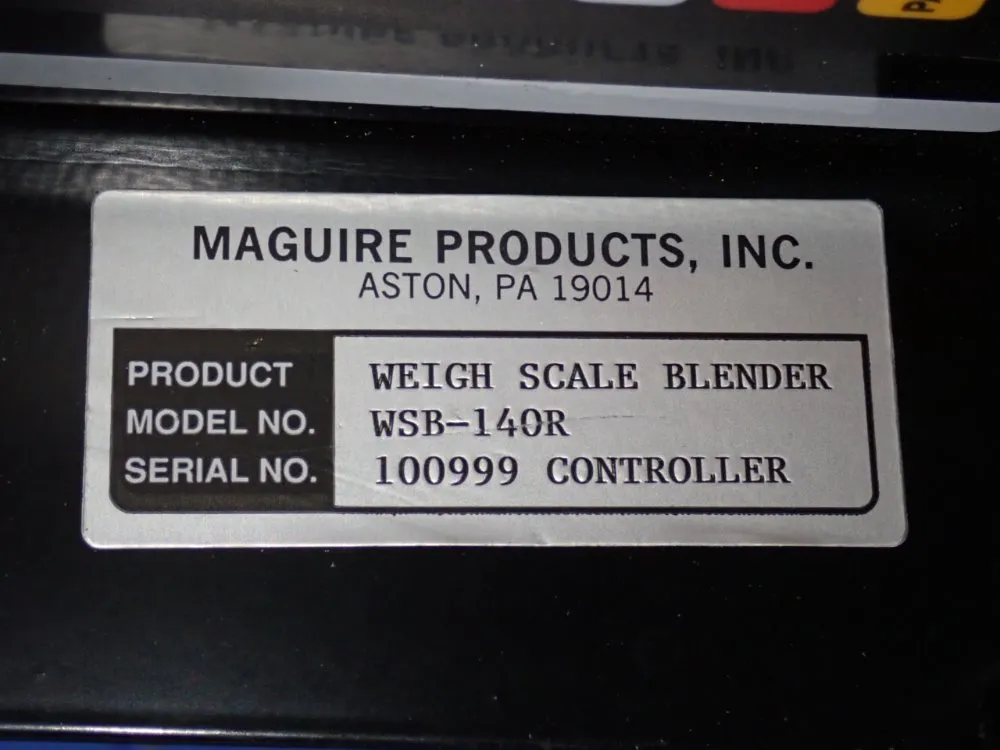 MAGUIRE PRODUCTS, INC.
ASTON, PA 19014
PRODUCT WEIGH SCALE BLENDER
MODEL NO. WSB-140R
SERIAL NO. 100999 CONTROLLER